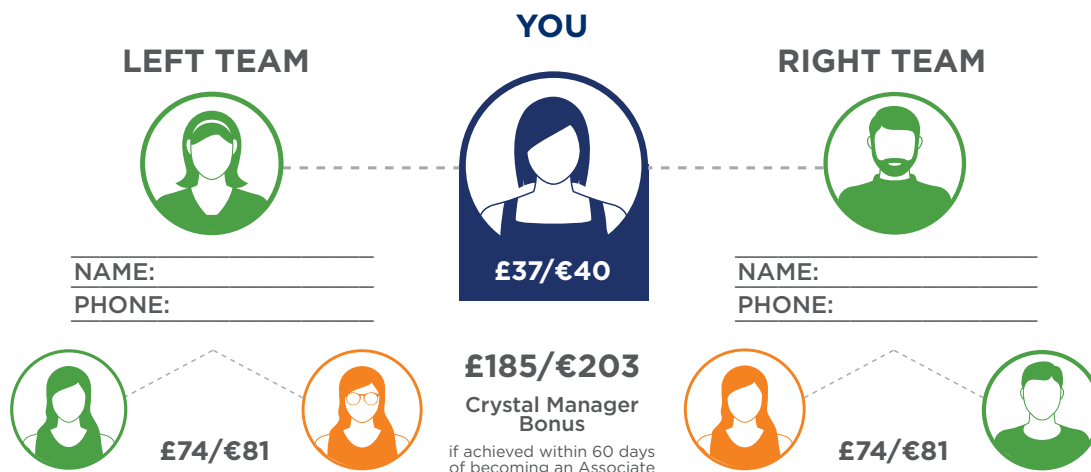 YOU
LEFT TEAM
RIGHT TEAM
£37/€40
NAME:
PHONE:
NAME:
PHONE:
£185/€203
Crystal Manager
Bonus
if achieved within 60 days
of becoming an Associate
£74/€81
£74/€81